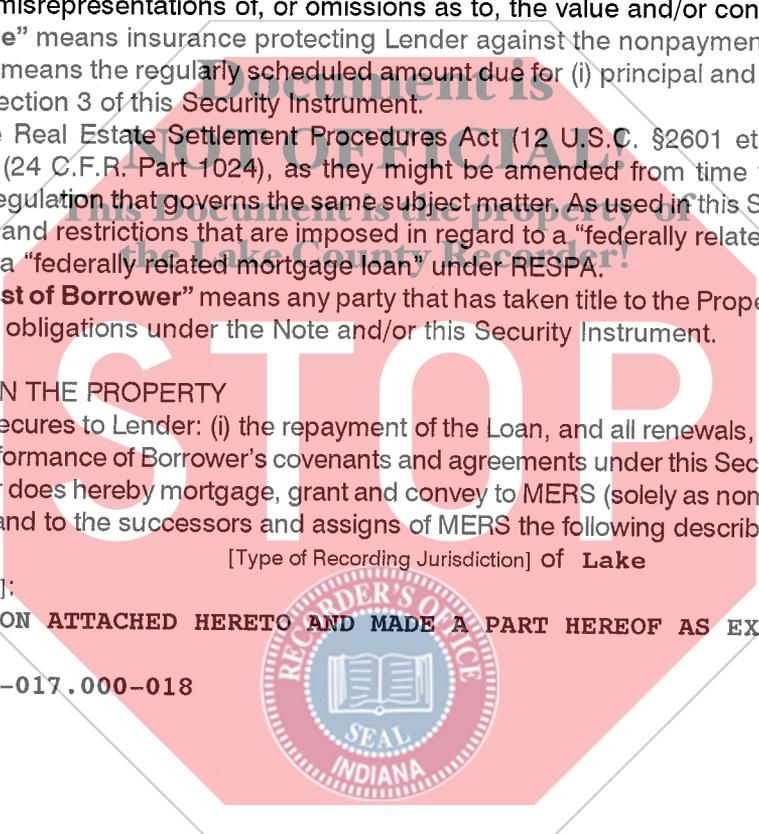 misrepresentations of, or omissions as to, the value and/or con
e” means insurance protecting Lender against the nonpaymen
means the regularly scheduled amount due for (i) principal and
Document is
ection 3 of this Security Instrument.
Real Estate Settlement Procedures Act (12 U.S.C. §2601 et
NOT OFFICIAL!
(24 C.F.R. Part 1024), as they might be amended from time
egulation that governs the same subject matter. As used in this S
This Document is the property of
and restrictions that are imposed in regard to a “federally relate
the Lake County Recorder!
a “federally related mortgage loan” under RESPA.
st of Borrower” means any party that has taken title to the Prope
obligations under the Note and/or this Security Instrument.
STOP
N THE PROPERTY
ecures to Lender: (i) the repayment of the Loan, and all renewals,
formance of Borrower’s covenants and agreements under this Sec
does hereby mortgage, grant and convey to MERS (solely as nom
and to the successors and assigns of MERS the following describ
[Type of Recording Jurisdiction] of Lake
]:
ON ATTACHED HERETO AND MADE A PART HEREOF AS EX
-017.000-018
RECORDER'S OFFICE
SEAL
INDIANA